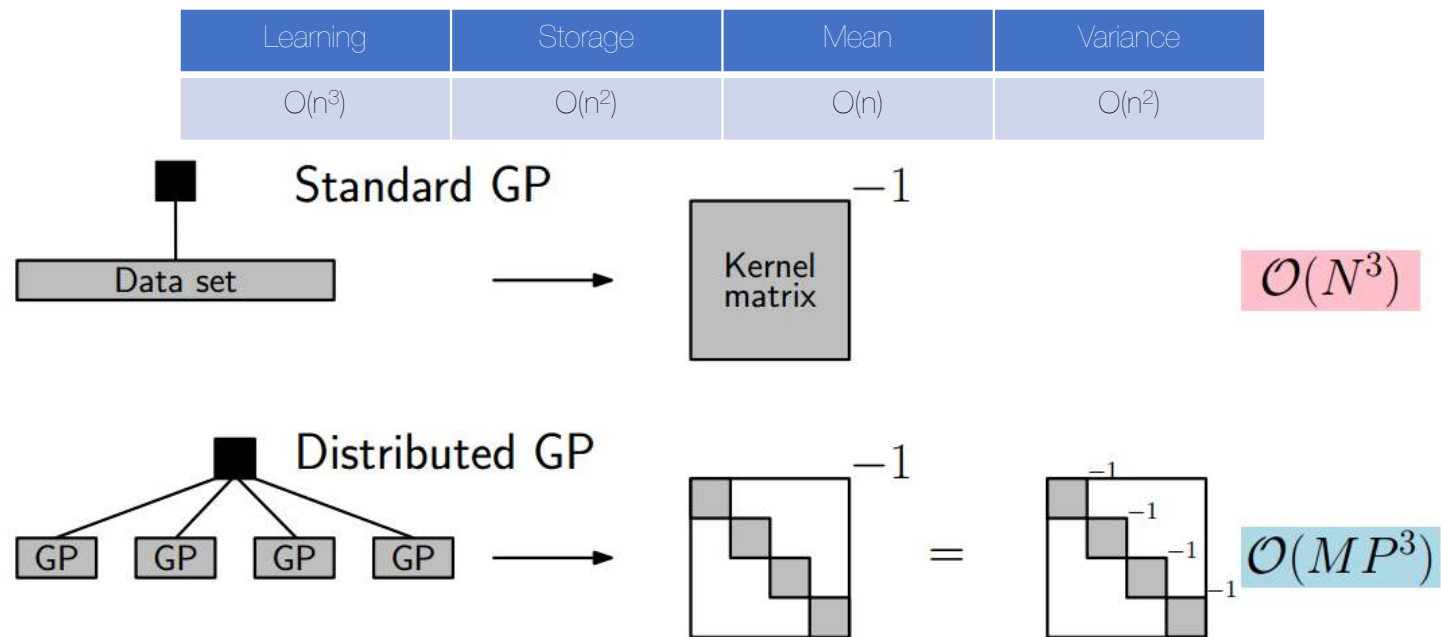 Learning Storage Mean Variance
O(n³) O(n²) O(n) O(n²)
Standard GP
−1
Data set
Kernel
matrix
𝒪(N³)
Distributed GP
−1
−1
−1
−1
−1
GP GP GP GP
=
𝒪(MP³)